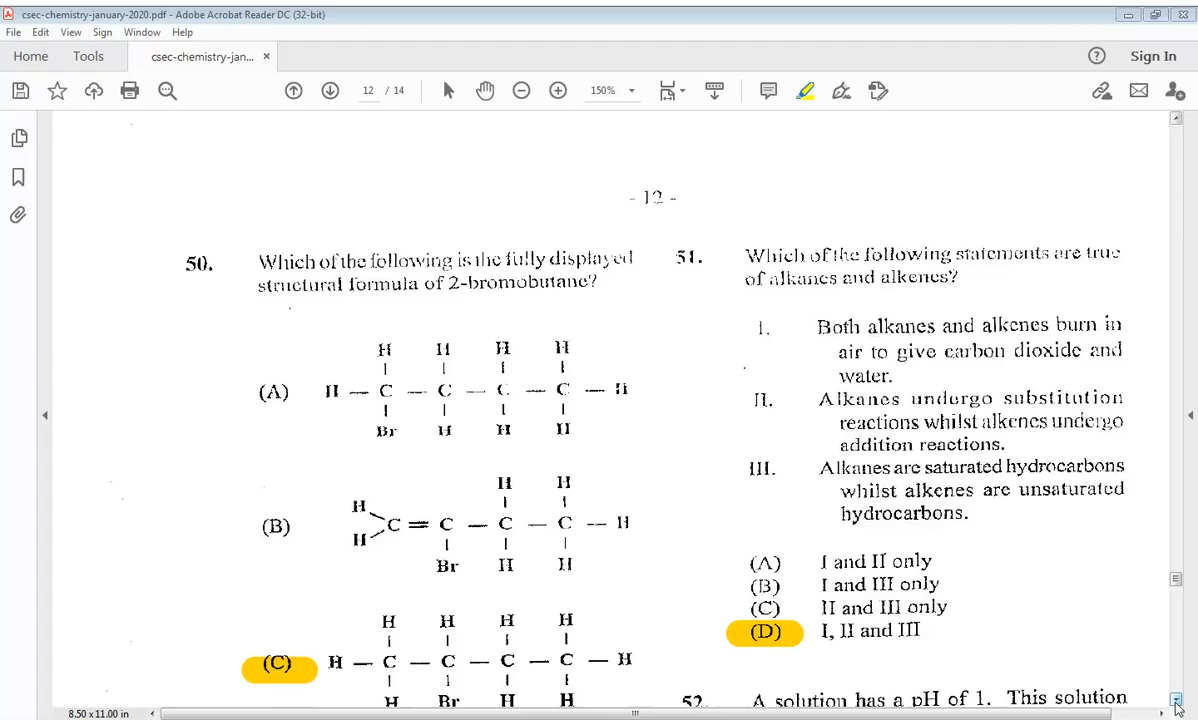 csec-chemistry-january-2020.pdf - Adobe Acrobat Reader DC (32-bit)
File Edit View Sign Window Help
Home Tools csec-chemistry-jan... × ? Sign In
12 / 14 150%
- 12 -
50. Which of the following is the fully displayed
structural formula of 2-bromobutane?
H H H H
(A) H — C — C — C — C — H
Br H H H
H H
H
(B) C = C — C — C — H
H
Br H H
H H H H
(C) H — C — C — C — C — H
H Br H H
51. Which of the following statements are true
of alkanes and alkenes?
I. Both alkanes and alkenes burn in
air to give carbon dioxide and
water.
II. Alkanes undergo substitution
reactions whilst alkenes undergo
addition reactions.
III. Alkanes are saturated hydrocarbons
whilst alkenes are unsaturated
hydrocarbons.
(A) I and II only
(B) I and III only
(C) II and III only
(D) I, II and III
52. A solution has a pH of 1. This solution
8.50 x 11.00 in